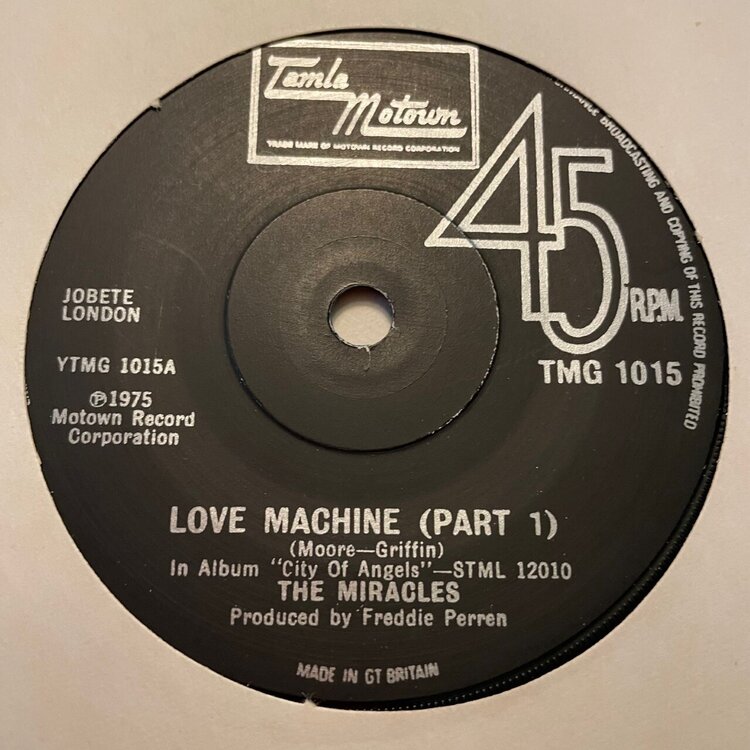 Tamla
Motown
TRADE MARK OF MOTOWN RECORD CORPORATION
45
R.P.M.
TMG 1015
BROADCASTING AND COPYING OF THIS RECORD PROHIBITED
JOBETE
LONDON
YTMG 1015A
℗1975
Motown Record
Corporation
LOVE MACHINE (PART 1)
(Moore—Griffin)
In Album "City Of Angels"—STML 12010
THE MIRACLES
Produced by Freddie Perren
MADE IN GT BRITAIN